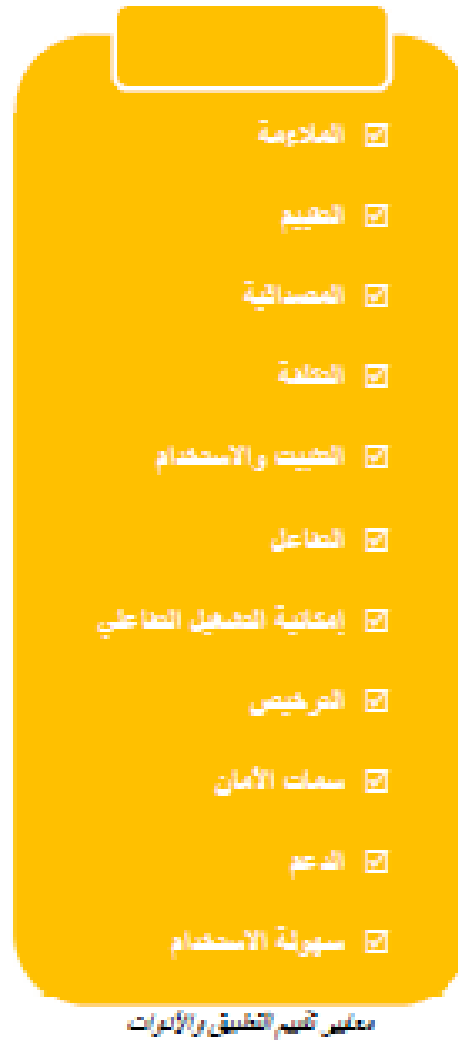 الملاءمة
التقييم
المصداقية
التكلفة
التثبيت والاستخدام
التفاعل
إمكانية التشغيل التفاعلي
الترخيص
سمات الأمان
الدعم
سهولة الاستخدام
معايير تقييم التطبيق والأدوات